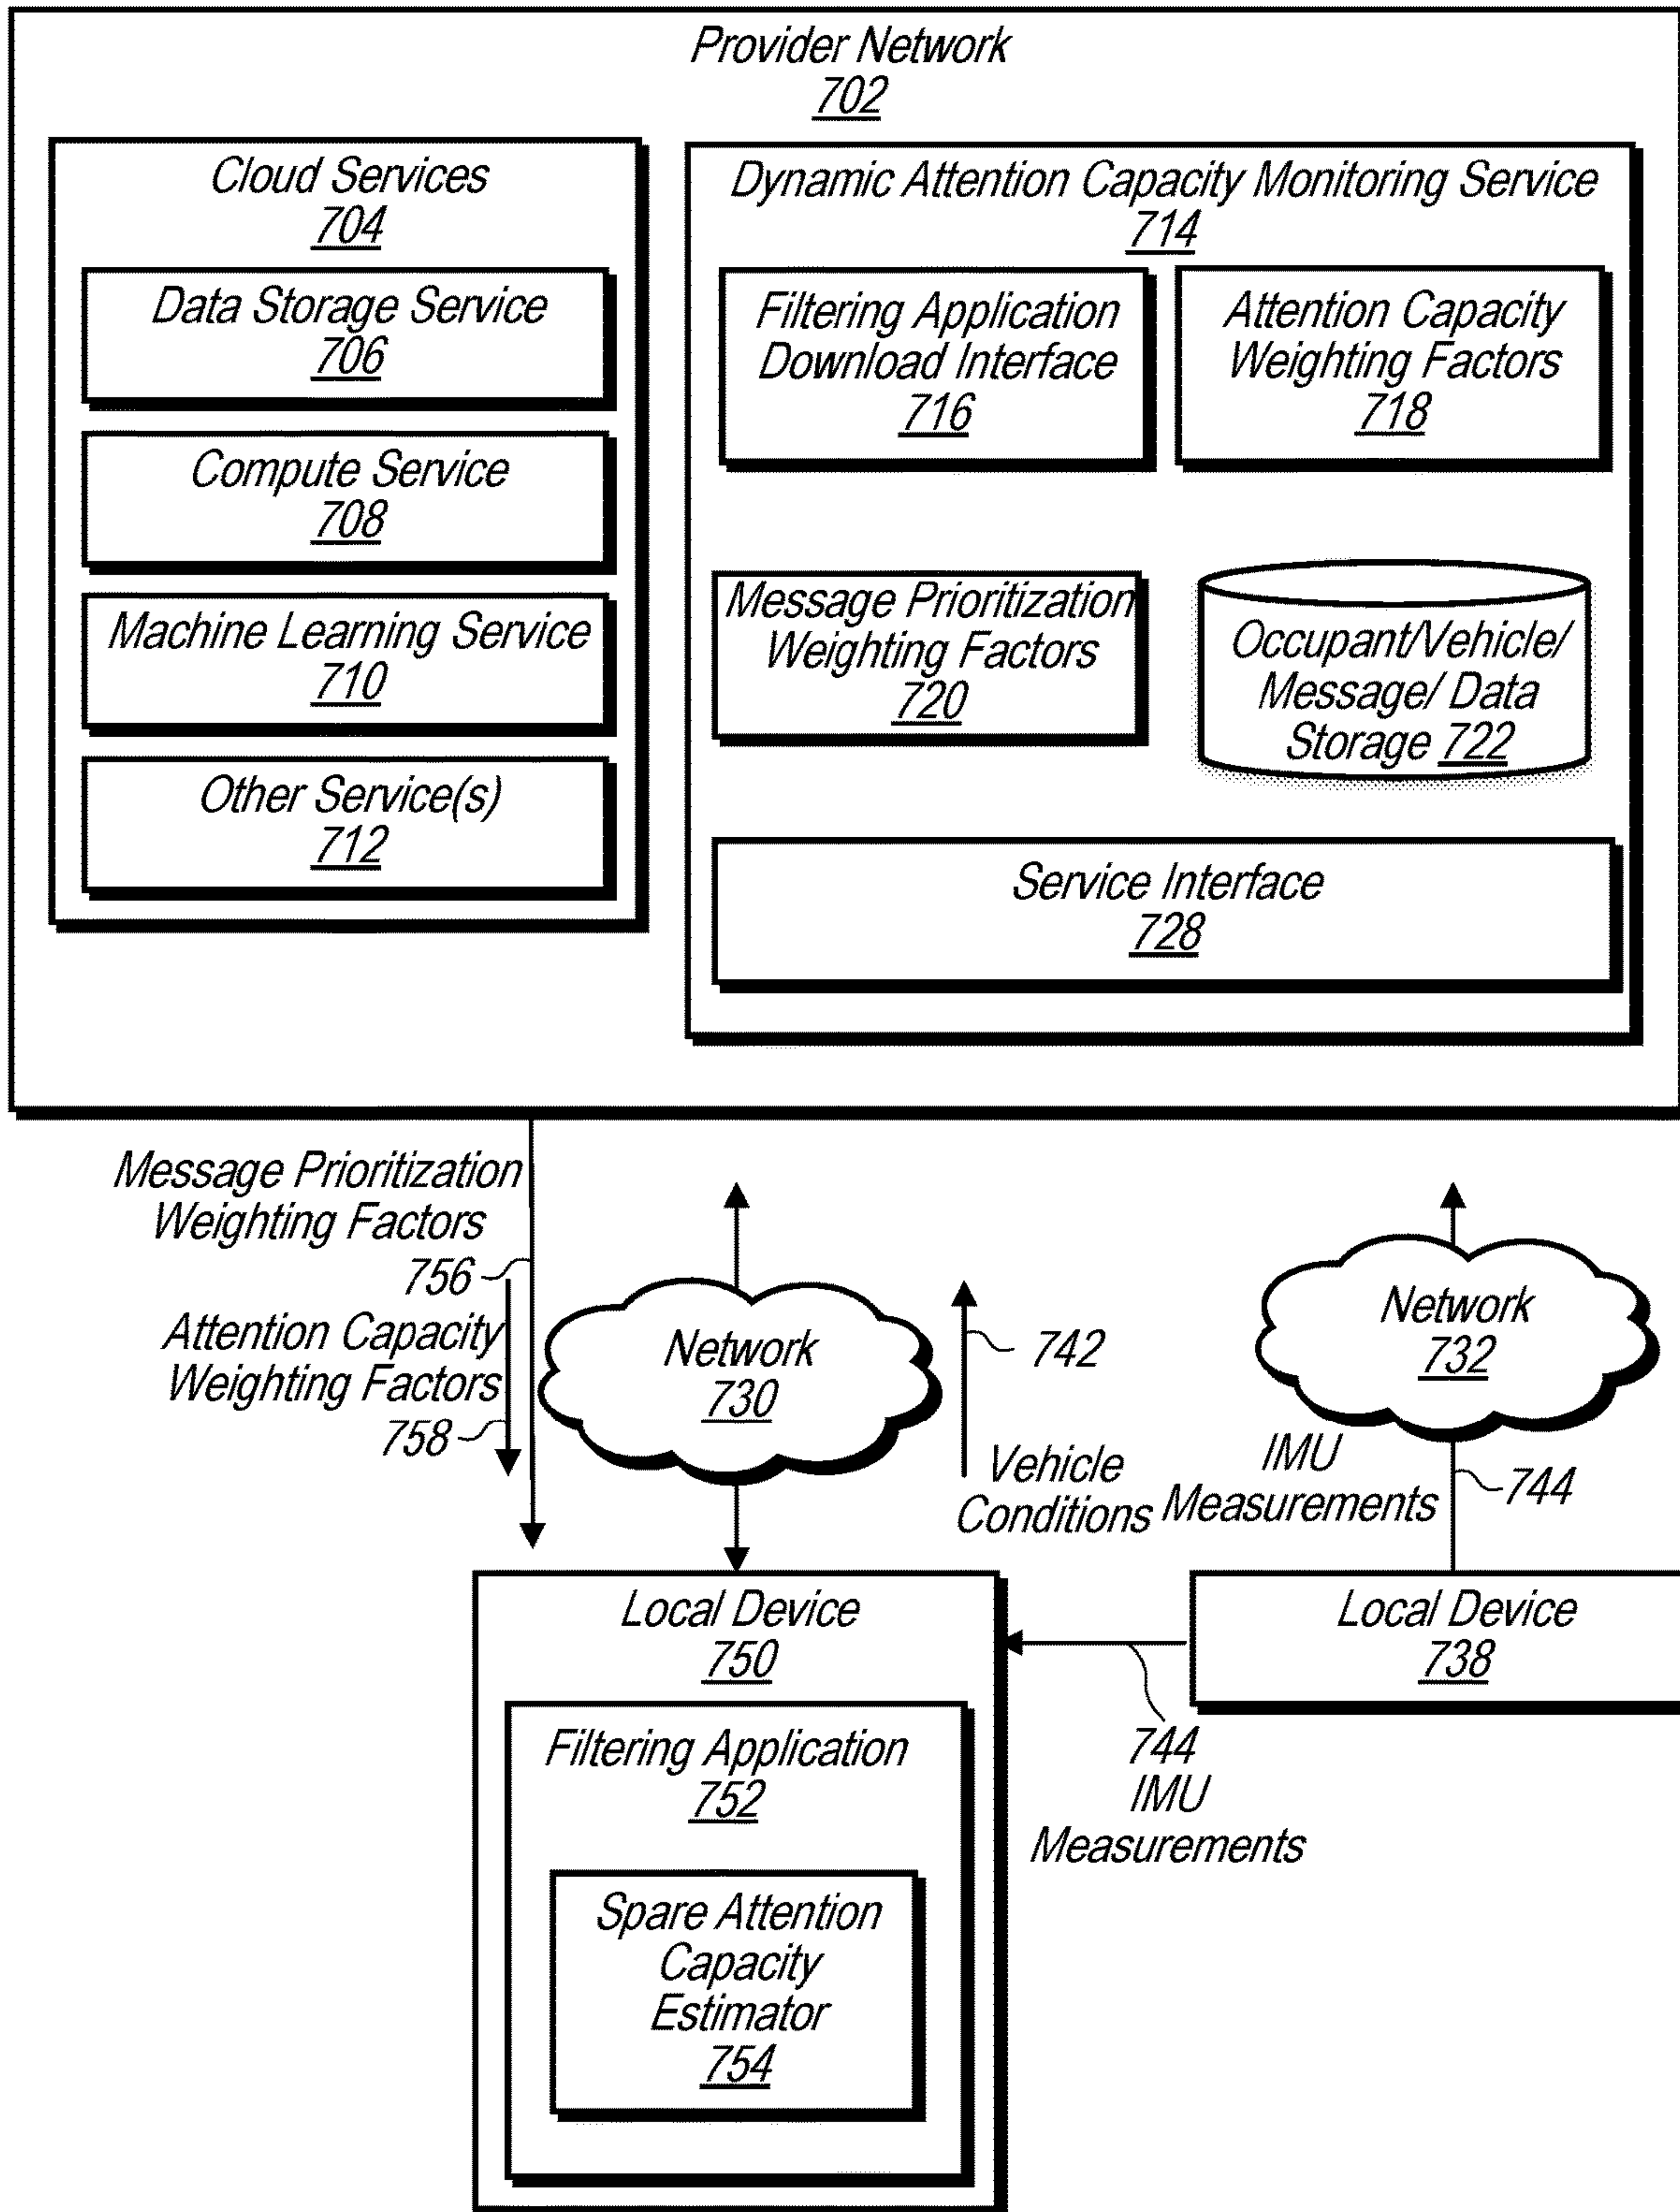 Provider Network
702
Cloud Services
704
Data Storage Service
706
Compute Service
708
Machine Learning Service
710
Other Service(s)
712
Dynamic Attention Capacity Monitoring Service
714
Filtering Application
Download Interface
716
Attention Capacity
Weighting Factors
718
Message Prioritization
Weighting Factors
720
Occupant/Vehicle/
Message/ Data
Storage 722
Service Interface
728
Message Prioritization
Weighting Factors
756
Attention Capacity
Weighting Factors
758
Network
730
742
Vehicle
Conditions
Network
732
IMU
Measurements
744
Local Device
750
Filtering Application
752
Spare Attention
Capacity
Estimator
754
Local Device
738
744
IMU
Measurements